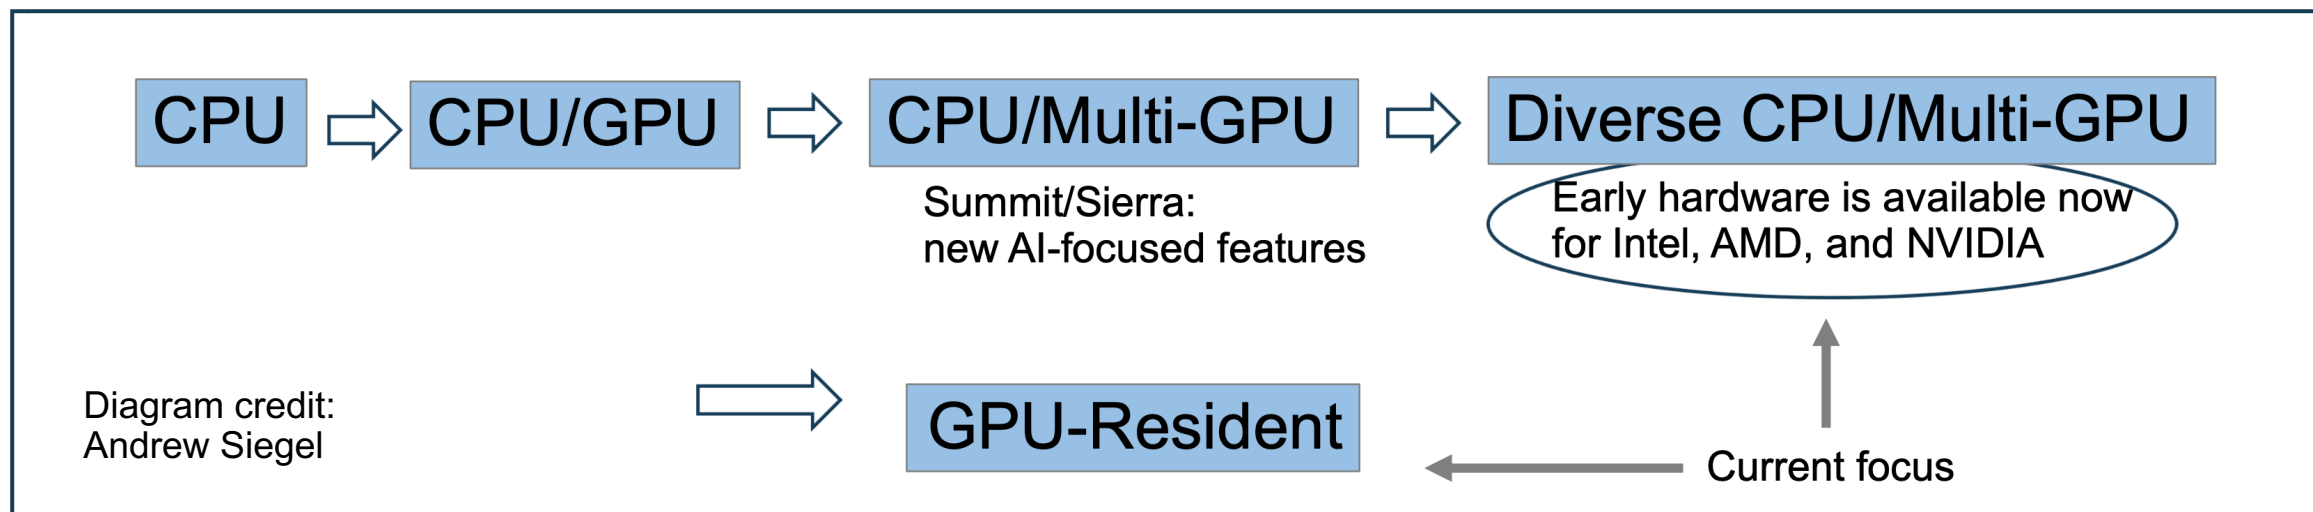 CPU
CPU/GPU
CPU/Multi-GPU
Diverse CPU/Multi-GPU
Summit/Sierra:
new AI-focused features
Early hardware is available now
for Intel, AMD, and NVIDIA
Diagram credit:
Andrew Siegel
GPU-Resident
Current focus